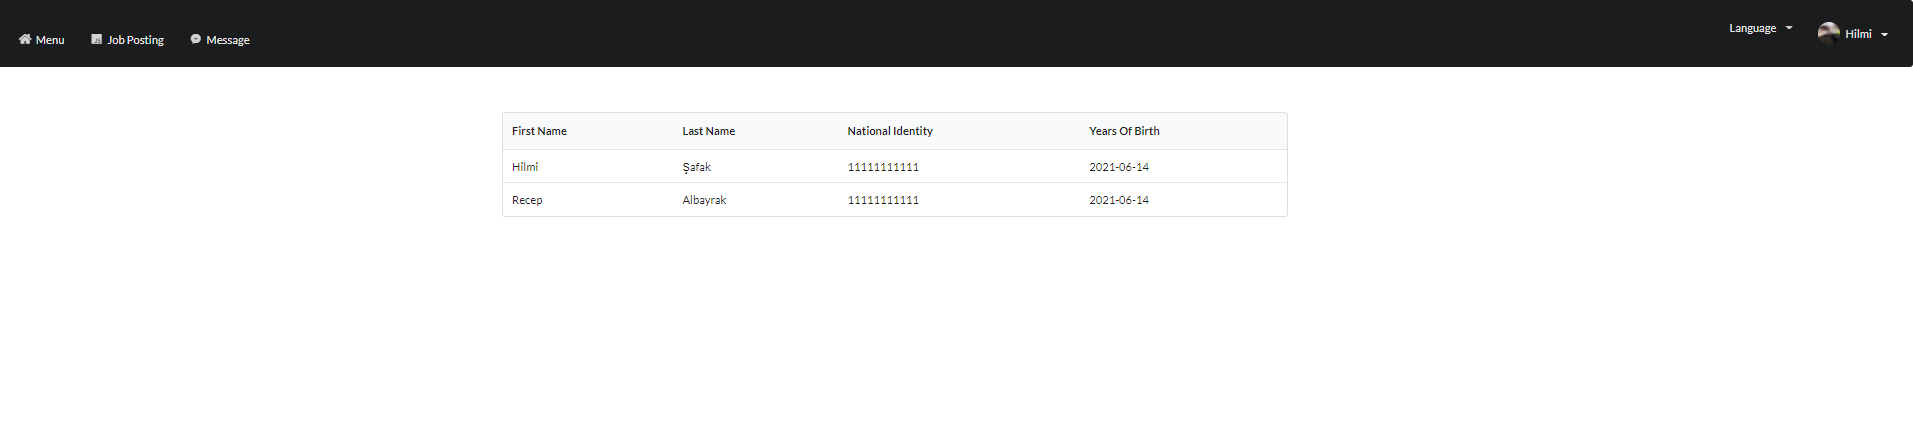 Menu Job Posting Message Language Hilmi
First Name Last Name National Identity Years Of Birth
Hilmi Şafak 11111111111 2021-06-14
Recep Albayrak 11111111111 2021-06-14